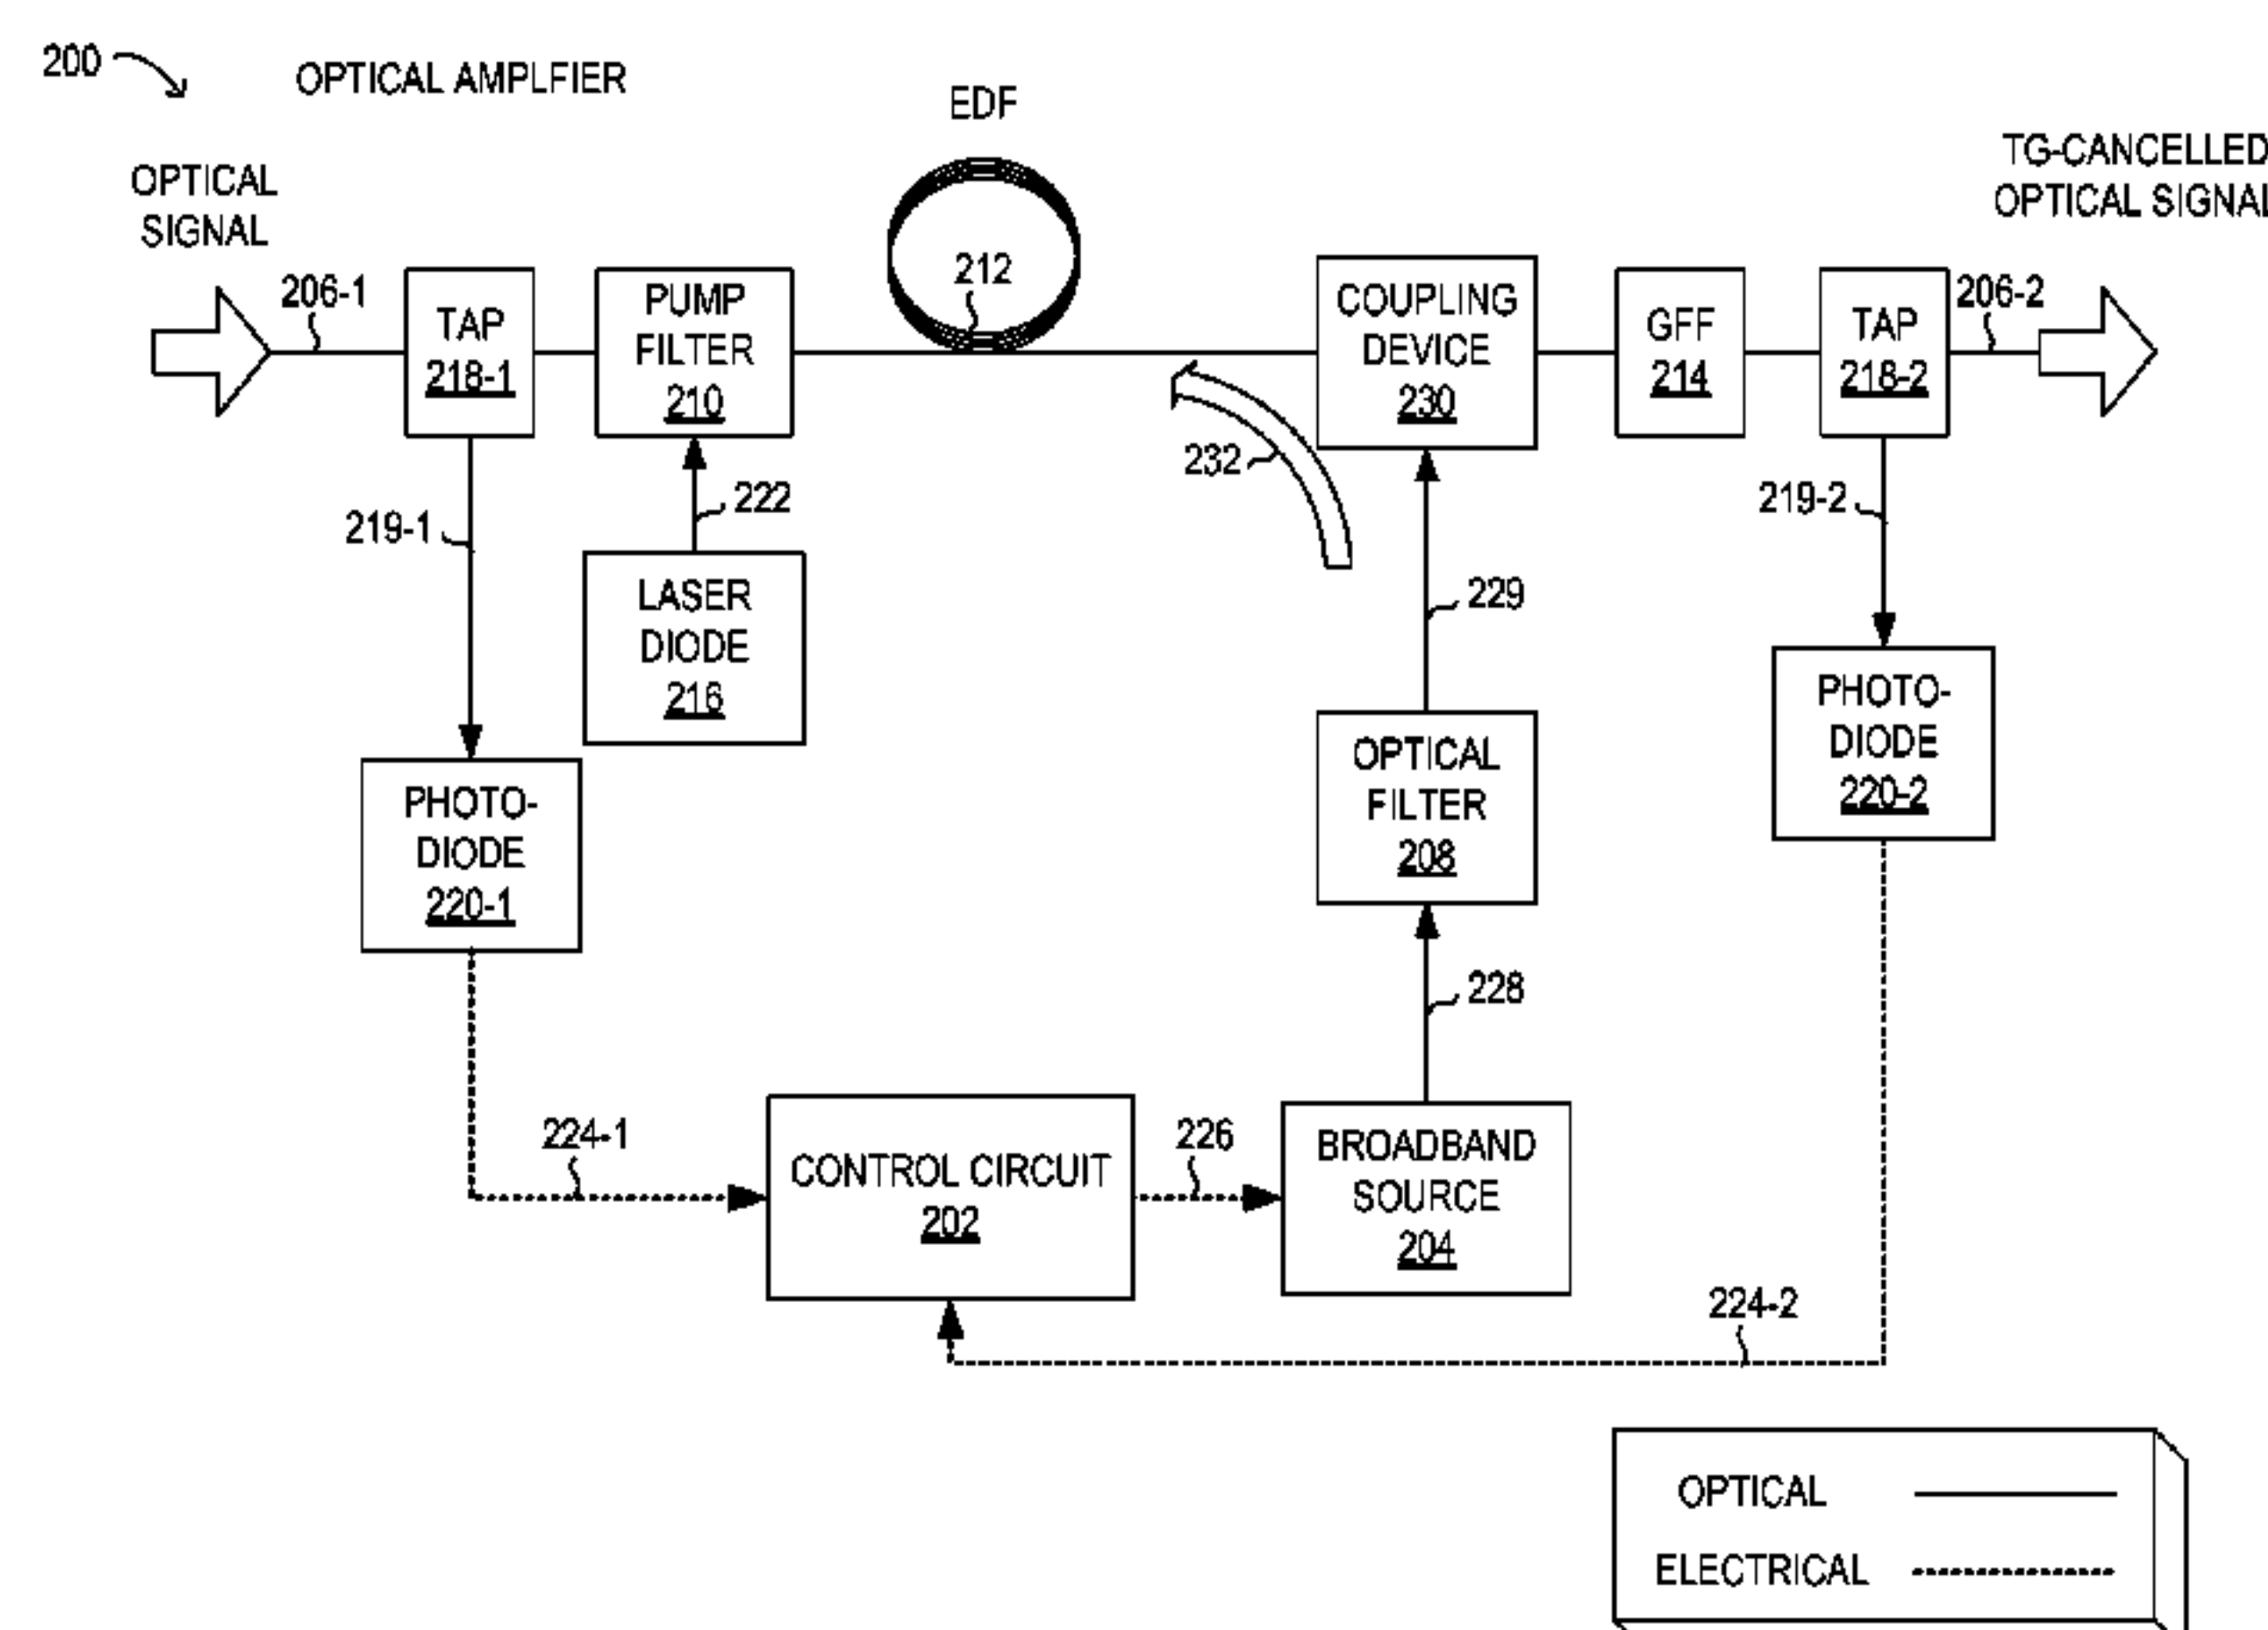 200
OPTICAL AMPLFIER
EDF
OPTICAL
SIGNAL
TG-CANCELLED
OPTICAL SIGNAL
206-1
TAP
218-1
PUMP
FILTER
210
212
COUPLING
DEVICE
230
GFF
214
TAP
218-2
206-2
219-1
222
232
229
219-2
LASER
DIODE
216
PHOTO-
DIODE
220-1
OPTICAL
FILTER
208
PHOTO-
DIODE
220-2
228
224-1
CONTROL CIRCUIT
202
226
BROADBAND
SOURCE
204
224-2
OPTICAL
ELECTRICAL